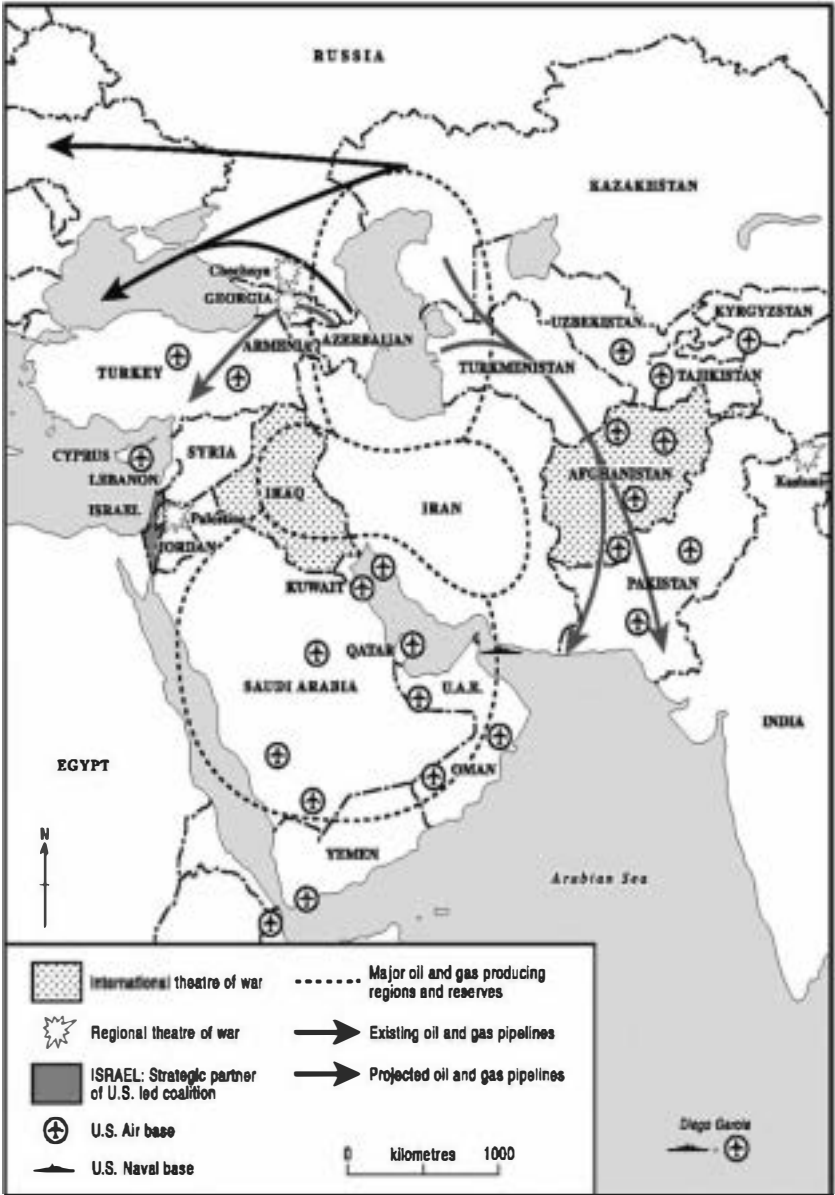 RUSSIA
KAZAKHSTAN
Chechnya
GEORGIA
UZBEKISTAN
KYRGYZSTAN
ARMENIA
AZERBAIJAN
TURKEY
TURKMENISTAN
TAJIKISTAN
CYPRUS
SYRIA
LEBANON
AFGHANISTAN
Kashmir
ISRAEL
Palestine
IRAQ
IRAN
JORDAN
KUWAIT
PAKISTAN
QATAR
SAUDI ARABIA
U.A.E.
INDIA
EGYPT
OMAN
N
YEMEN
Arabian Sea
International theatre of war
Regional theatre of war
ISRAEL: Strategic partner
of U.S. led coalition
U.S. Air base
U.S. Naval base
Major oil and gas producing
regions and reserves
Existing oil and gas pipelines
Projected oil and gas pipelines
0 kilometres 1000
Diego Garcia